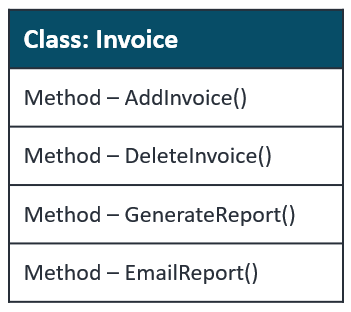 Class: Invoice
Method – AddInvoice()
Method – DeleteInvoice()
Method – GenerateReport()
Method – EmailReport()